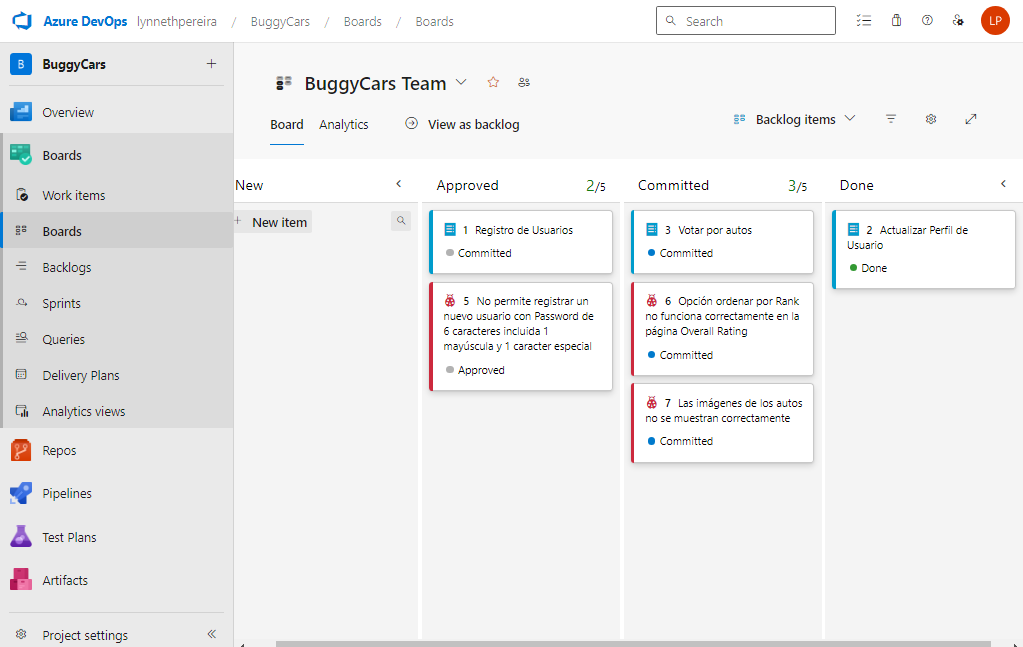 Azure DevOps lynnethpereira / BuggyCars / Boards / Boards
Search
LP
B BuggyCars +
Overview
Boards
Work items
Boards
Backlogs
Sprints
Queries
Delivery Plans
Analytics views
Repos
Pipelines
Test Plans
Artifacts
Project settings
BuggyCars Team
Board Analytics View as backlog
Backlog items
New
+ New item
Approved 2/5
1 Registro de Usuarios
Committed
5 No permite registrar un
nuevo usuario con Password de
6 caracteres incluida 1
mayúscula y 1 caracter especial
Approved
Committed 3/5
3 Votar por autos
Committed
6 Opción ordenar por Rank
no funciona correctamente en la
página Overall Rating
Committed
7 Las imágenes de los autos
no se muestran correctamente
Committed
Done
2 Actualizar Perfil de
Usuario
Done